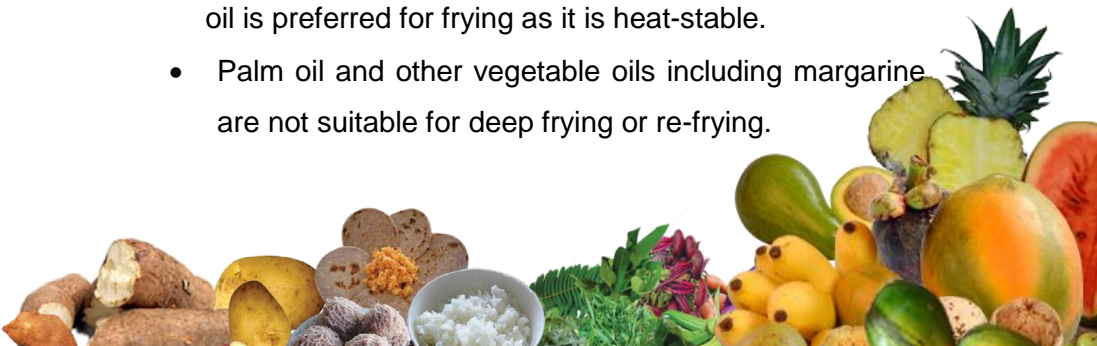 oil is preferred for frying as it is heat-stable.
• Palm oil and other vegetable oils including margarine
are not suitable for deep frying or re-frying.